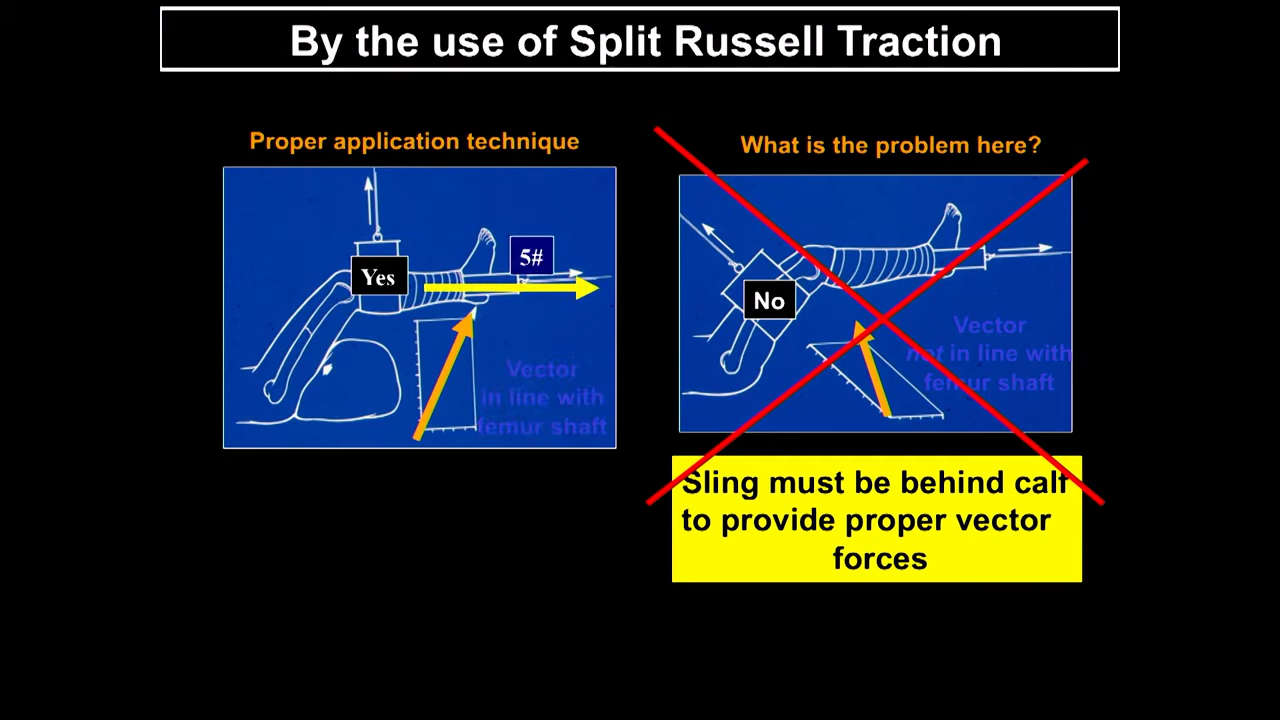 By the use of Split Russell Traction
Proper application technique
What is the problem here?
5#
Yes
No
Vector
in line with
femur shaft
Vector
not in line with
femur shaft
Sling must be behind calf
to provide proper vector
forces